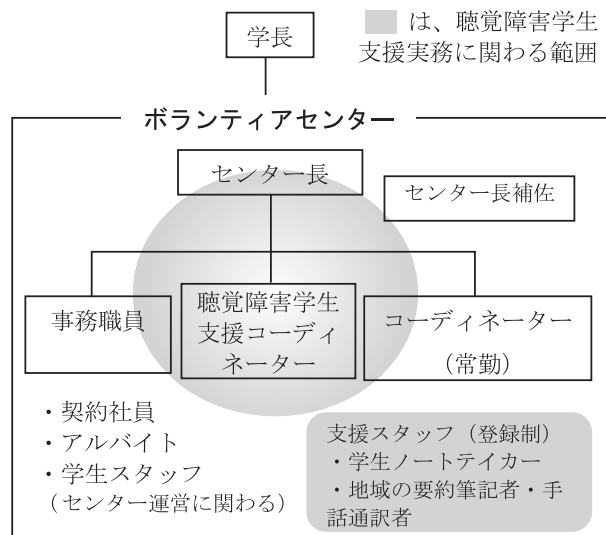 学長
は、聴覚障害学生
支援実務に関わる範囲
ボランティアセンター
センター長
センター長補佐
事務職員
聴覚障害学生
支援コーディ
ネーター
コーディネーター
(常勤)
・契約社員
・アルバイト
・学生スタッフ
(センター運営に関わる)
支援スタッフ(登録制)
・学生ノートテイカー
・地域の要約筆記者・手
話通訳者